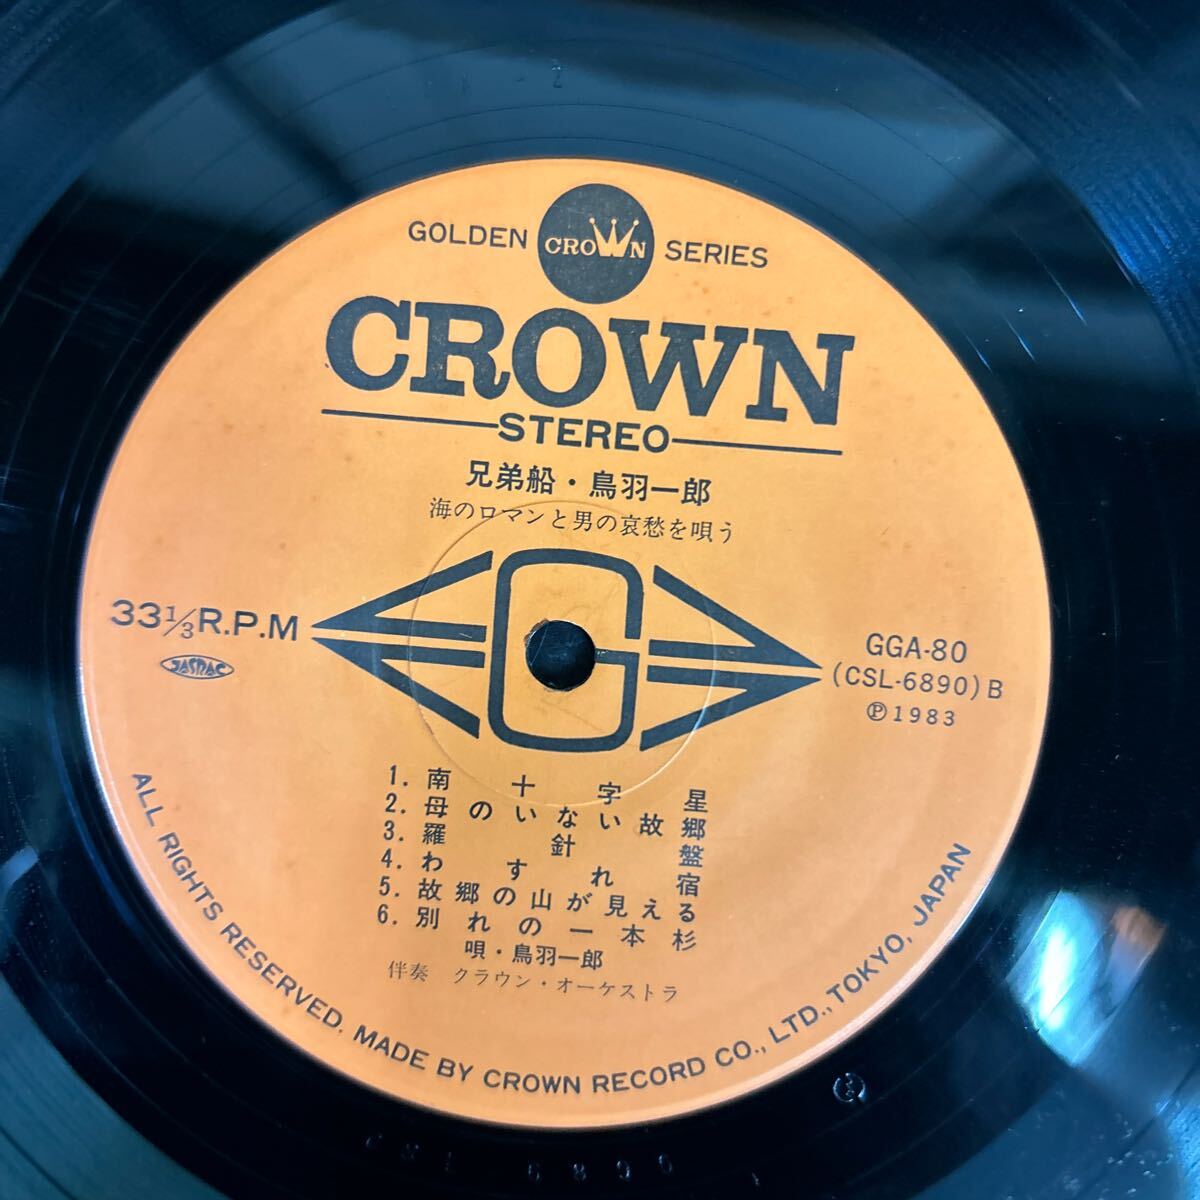 GOLDEN CROWN SERIES
CROWN
STEREO
兄弟船・鳥羽一郎
海のロマンと男の哀愁を唄う
33⅓R.P.M
JASRAC
G
GGA-80
(CSL-6890) B
Ⓟ1983
1. 南十字星
2. 母のいない故郷
3. 羅針盤
4. わすれ宿
5. 故郷の山が見える
6. 別れの一本杉
唄・鳥羽一郎
伴奏 クラウン・オーケストラ
ALL RIGHTS RESERVED. MADE BY CROWN RECORD CO., LTD., TOKYO, JAPAN
CSL 6890